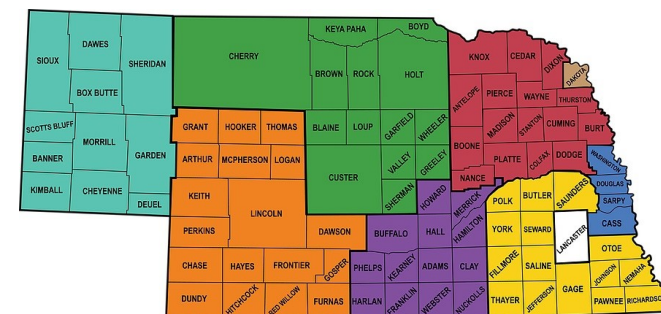 SIOUX
DAWES
SHERIDAN
BOX BUTTE
SCOTTS BLUFF
MORRILL
GARDEN
BANNER
KIMBALL
CHEYENNE
DEUEL
CHERRY
KEYA PAHA
BOYD
BROWN
ROCK
HOLT
BLAINE
LOUP
GARFIELD
WHEELER
CUSTER
VALLEY
GREELEY
SHERMAN
GRANT
HOOKER
THOMAS
ARTHUR
MCPHERSON
LOGAN
KEITH
LINCOLN
PERKINS
DAWSON
CHASE
HAYES
FRONTIER
GOSPER
DUNDY
HITCHCOCK
RED WILLOW
FURNAS
KNOX
CEDAR
DIXON
DAKOTA
ANTELOPE
PIERCE
WAYNE
THURSTON
MADISON
STANTON
CUMING
BURT
BOONE
PLATTE
COLFAX
DODGE
NANCE
WASHINGTON
DOUGLAS
SARPY
CASS
HOWARD
MERRICK
BUFFALO
HALL
HAMILTON
PHELPS
KEARNEY
ADAMS
CLAY
HARLAN
FRANKLIN
WEBSTER
NUCKOLLS
POLK
BUTLER
SAUNDERS
YORK
SEWARD
LANCASTER
OTOE
FILLMORE
SALINE
GAGE
JOHNSON
NEMAHA
THAYER
JEFFERSON
PAWNEE
RICHARDSO